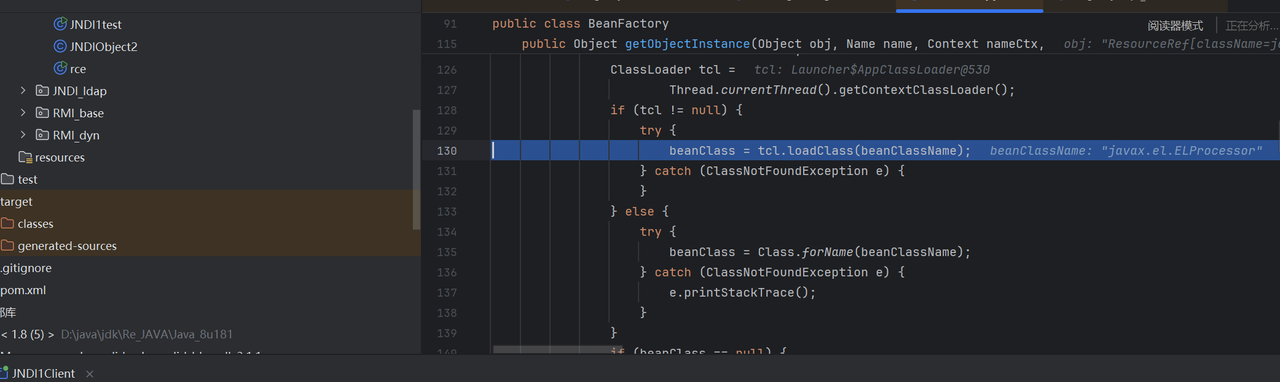 JNDI1test
JNDIObject2
rce
JNDI_ldap
RMI_base
RMI_dyn
resources
test
target
classes
generated-sources
.gitignore
pom.xml
< 1.8 (5) > D:\java\jdk\Re_JAVA\Java_8u181
JNDI1Client ×
阅读器模式 正在分析...
91 public class BeanFactory
115 public Object getObjectInstance(Object obj, Name name, Context nameCtx, obj: "ResourceRef[className=j
126 ClassLoader tcl = tcl: Launcher$AppClassLoader@530
127 Thread.currentThread().getContextClassLoader();
128 if (tcl != null) {
129 try {
130 beanClass = tcl.loadClass(beanClassName); beanClassName: "javax.el.ELProcessor"
131 } catch (ClassNotFoundException e) {
132 }
133 } else {
134 try {
135 beanClass = Class.forName(beanClassName);
136 } catch (ClassNotFoundException e) {
137 e.printStackTrace();
138 }
139 }
if (beanClass == null) {